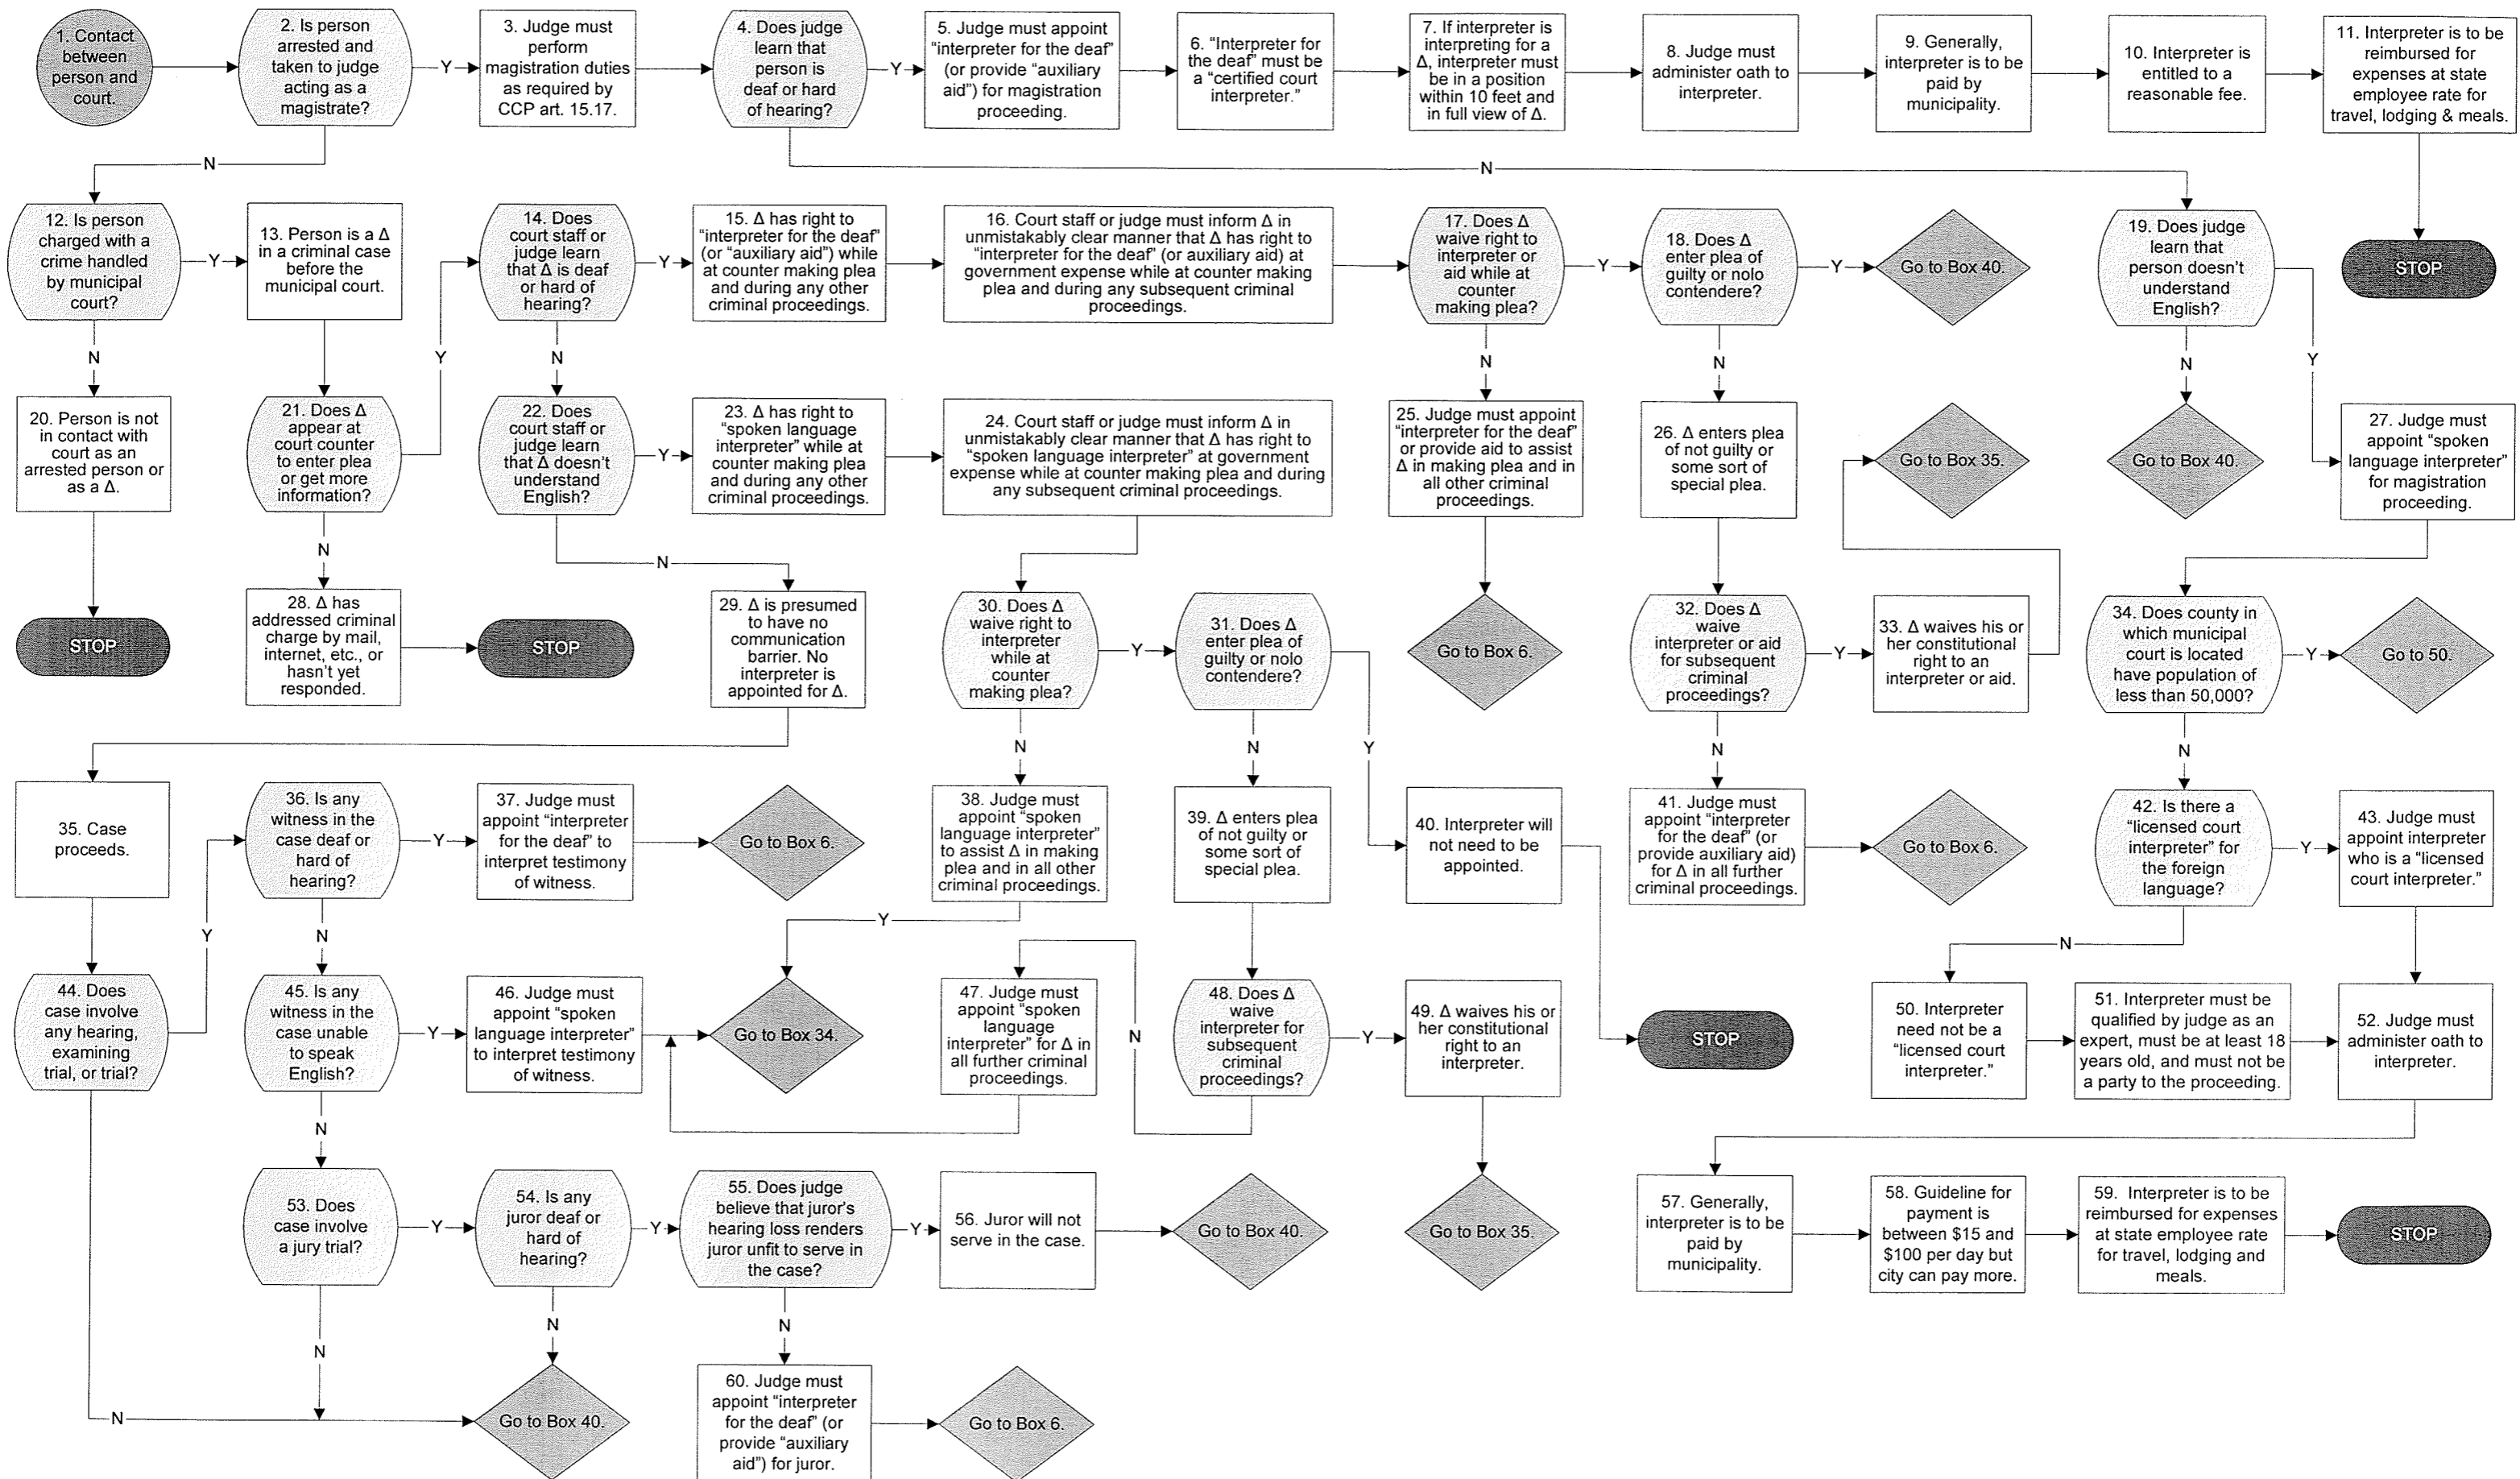 1. Contact
between
person and
court.
2. Is person
arrested and
taken to judge
acting as a
magistrate?
Y
N
3. Judge must
perform
magistration duties
as required by
CCP art. 15.17.
4. Does judge
learn that
person is
deaf or hard
of hearing?
Y
N
5. Judge must appoint
“interpreter for the deaf”
(or provide “auxiliary
aid”) for magistration
proceeding.
6. “Interpreter for
the deaf” must be
a “certified court
interpreter.”
7. If interpreter is
interpreting for a
Δ, interpreter must
be in a position
within 10 feet and
in full view of Δ.
8. Judge must
administer oath to
interpreter.
9. Generally,
interpreter is to be
paid by
municipality.
10. Interpreter is
entitled to a
reasonable fee.
11. Interpreter is to be
reimbursed for
expenses at state
employee rate for
travel, lodging & meals.
12. Is person
charged with a
crime handled
by municipal
court?
Y
N
13. Person is a Δ
in a criminal case
before the
municipal court.
14. Does
court staff or
judge learn
that Δ is deaf
or hard of
hearing?
Y
N
15. Δ has right to
“interpreter for the deaf”
(or “auxiliary aid”) while
at counter making plea
and during any other
criminal proceedings.
16. Court staff or judge must inform Δ in
unmistakably clear manner that Δ has right to
“interpreter for the deaf” (or auxiliary aid) at
government expense while at counter making
plea and during any subsequent criminal
proceedings.
17. Does Δ
waive right to
interpreter or
aid while at
counter
making plea?
Y
N
18. Does Δ
enter plea of
guilty or nolo
contendere?
Y
N
Go to Box 40.
19. Does judge
learn that
person doesn’t
understand
English?
N
Y
STOP
20. Person is not
in contact with
court as an
arrested person or
as a Δ.
21. Does Δ
appear at
court counter
to enter plea
or get more
information?
Y
N
22. Does
court staff or
judge learn
that Δ doesn’t
understand
English?
Y
N
23. Δ has right to
“spoken language
interpreter” while at
counter making plea
and during any other
criminal proceedings.
24. Court staff or judge must inform Δ in
unmistakably clear manner that Δ has right to
“spoken language interpreter” at government
expense while at counter making plea and during
any subsequent criminal proceedings.
25. Judge must appoint
“interpreter for the deaf”
or provide aid to assist
Δ in making plea and in
all other criminal
proceedings.
26. Δ enters plea
of not guilty or
some sort of
special plea.
Go to Box 35.
Go to Box 40.
27. Judge must
appoint “spoken
language interpreter”
for magistration
proceeding.
STOP
28. Δ has
addressed criminal
charge by mail,
internet, etc., or
hasn’t yet
responded.
STOP
29. Δ is presumed
to have no
communication
barrier. No
interpreter is
appointed for Δ.
30. Does Δ
waive right to
interpreter
while at
counter
making plea?
Y
N
31. Does Δ
enter plea of
guilty or nolo
contendere?
N
Y
Go to Box 6.
32. Does Δ
waive
interpreter or aid
for subsequent
criminal
proceedings?
Y
N
33. Δ waives his or
her constitutional
right to an
interpreter or aid.
34. Does county in
which municipal
court is located
have population of
less than 50,000?
Y
N
Go to 50.
35. Case
proceeds.
36. Is any
witness in the
case deaf or
hard of
hearing?
Y
N
37. Judge must
appoint “interpreter
for the deaf” to
interpret testimony
of witness.
Go to Box 6.
38. Judge must
appoint “spoken
language interpreter”
to assist Δ in making
plea and in all other
criminal proceedings.
Y
39. Δ enters plea
of not guilty or
some sort of
special plea.
40. Interpreter will
not need to be
appointed.
41. Judge must
appoint “interpreter
for the deaf” (or
provide auxiliary aid)
for Δ in all further
criminal proceedings.
Go to Box 6.
42. Is there a
“licensed court
interpreter” for
the foreign
language?
Y
N
43. Judge must
appoint interpreter
who is a “licensed
court interpreter.”
44. Does
case involve
any hearing,
examining
trial, or trial?
Y
N
45. Is any
witness in the
case unable
to speak
English?
Y
N
46. Judge must
appoint “spoken
language interpreter”
to interpret testimony
of witness.
Go to Box 34.
47. Judge must
appoint “spoken
language
interpreter” for Δ in
all further criminal
proceedings.
N
48. Does Δ
waive
interpreter for
subsequent
criminal
proceedings?
Y
49. Δ waives his or
her constitutional
right to an
interpreter.
STOP
50. Interpreter
need not be a
“licensed court
interpreter.”
51. Interpreter must be
qualified by judge as an
expert, must be at least 18
years old, and must not be
a party to the proceeding.
52. Judge must
administer oath to
interpreter.
53. Does
case involve
a jury trial?
Y
N
54. Is any
juror deaf or
hard of
hearing?
Y
N
55. Does judge
believe that juror’s
hearing loss renders
juror unfit to serve in
the case?
Y
N
56. Juror will not
serve in the case.
Go to Box 40.
Go to Box 35.
57. Generally,
interpreter is to be
paid by
municipality.
58. Guideline for
payment is
between $15 and
$100 per day but
city can pay more.
59. Interpreter is to be
reimbursed for expenses
at state employee rate
for travel, lodging and
meals.
STOP
Go to Box 40.
60. Judge must
appoint “interpreter
for the deaf” (or
provide “auxiliary
aid”) for juror.
Go to Box 6.